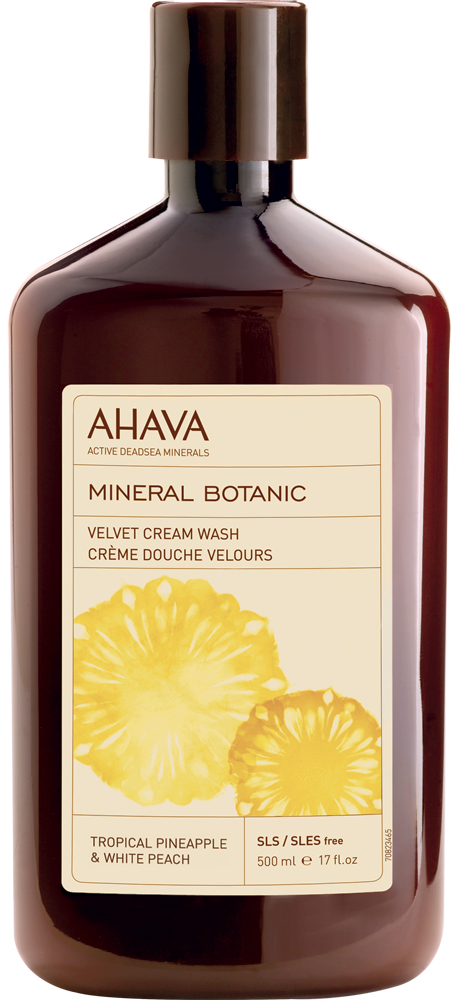 AHAVA
ACTIVE DEADSEA MINERALS
MINERAL BOTANIC
VELVET CREAM WASH
CRÈME DOUCHE VELOURS
TROPICAL PINEAPPLE
& WHITE PEACH
SLS / SLES free
500 ml ℮ 17 fl.oz
70823465